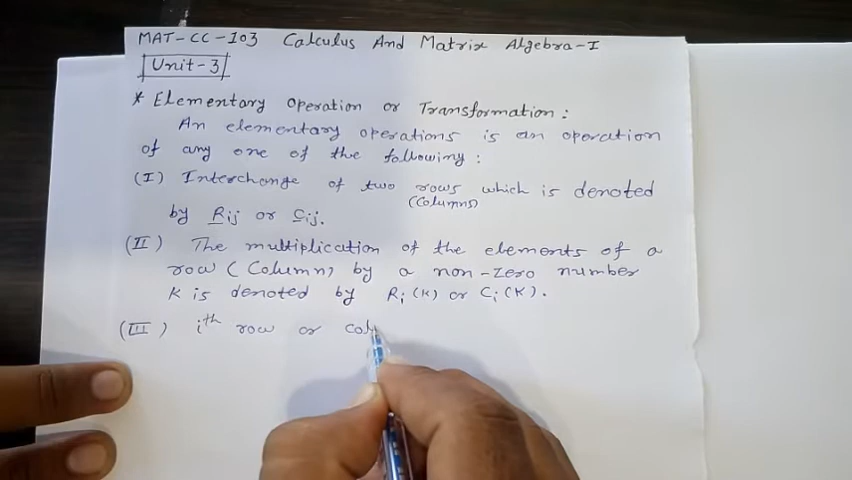 MAT-CC-103 Calculus And Matrix Algebra-I
Unit-3
* Elementary Operation or Transformation:
An elementary operations is an operation
of any one of the following:
(I) Interchange of two rows which is denoted
(Columns)
by Rij or Cij.
(II) The multiplication of the elements of a
row (Column) by a non-zero number
K is denoted by Ri(K) or Ci(K).
(III) ith row or col